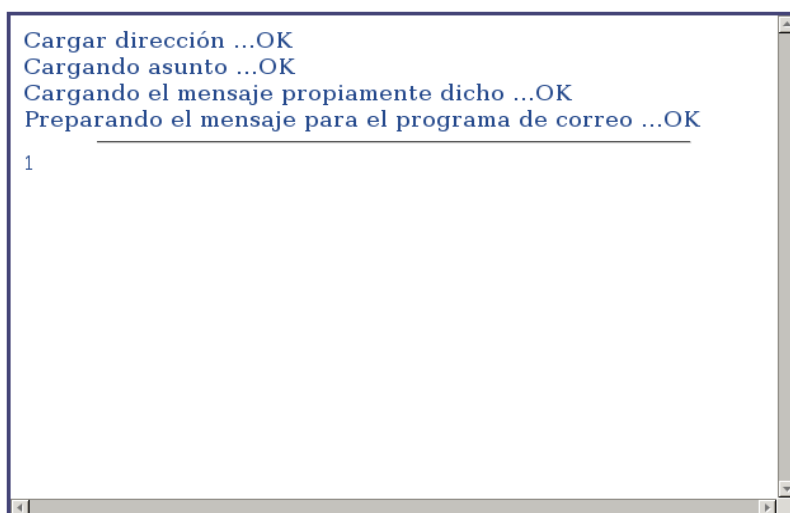 Cargar dirección ...OK
Cargando asunto ...OK
Cargando el mensaje propiamente dicho ...OK
Preparando el mensaje para el programa de correo ...OK
1